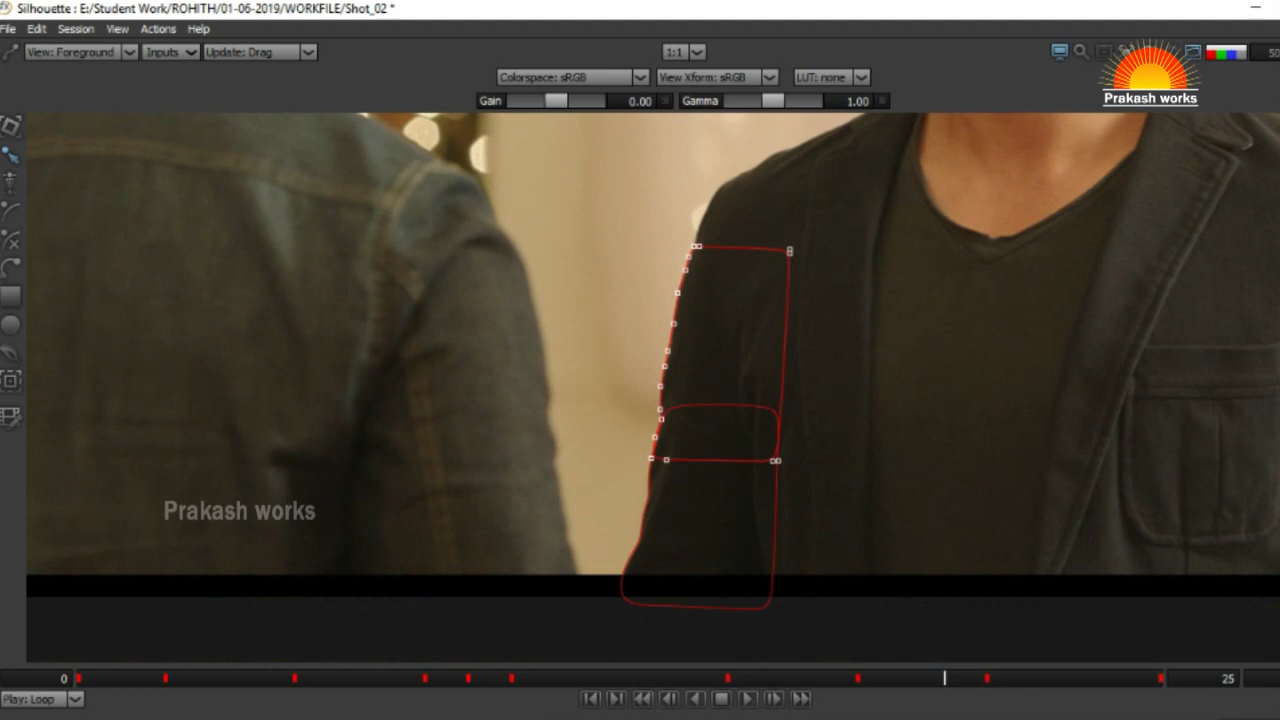 Silhouette : E:/Student Work/ROHITH/01-06-2019/WORKFILE/Shot_02 *
File Edit Session View Actions Help
View: Foreground Inputs Update: Drag 1:1 50
Colorspace: sRGB View Xform: sRGB LUT: none
Gain 0.00 Gamma 1.00
Prakash works
Prakash works
0 25
Play: Loop